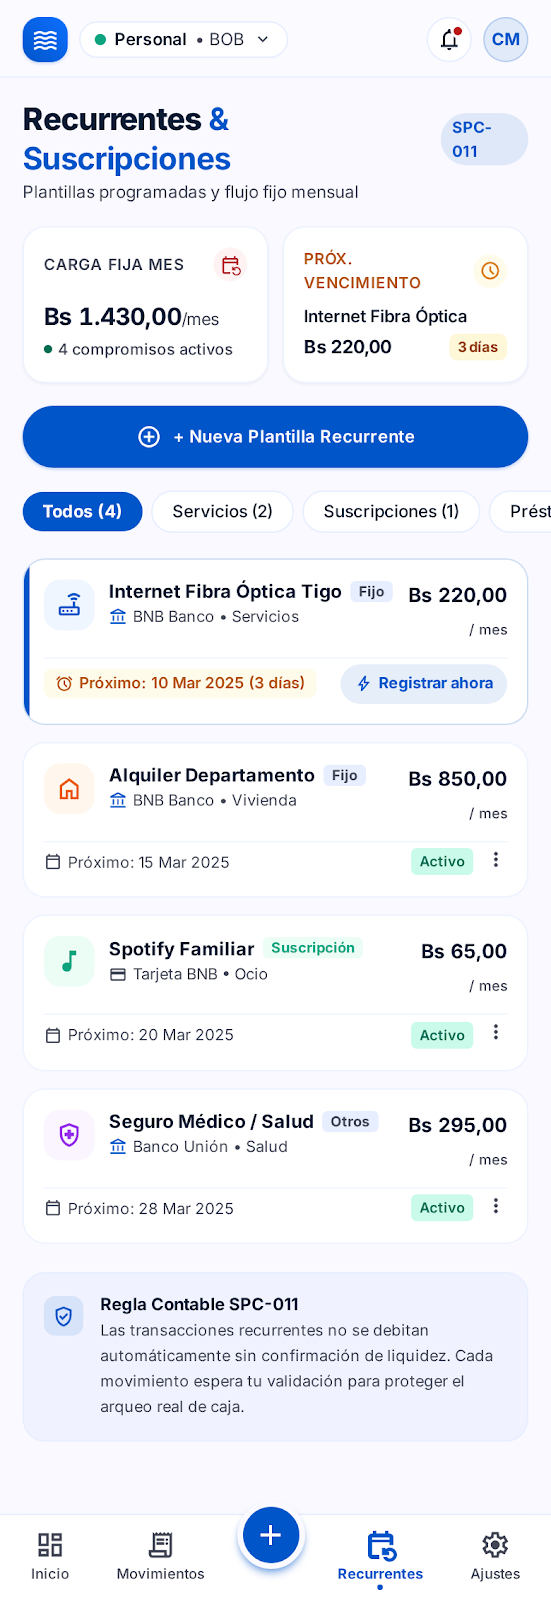 Personal • BOB
CM
Recurrentes &
Suscripciones
SPC-
011
Plantillas programadas y flujo fijo mensual
CARGA FIJA MES
Bs 1.430,00/mes
4 compromisos activos
PRÓX.
VENCIMIENTO
Internet Fibra Óptica
Bs 220,00
3 días
+ Nueva Plantilla Recurrente
Todos (4)
Servicios (2)
Suscripciones (1)
Prést
Internet Fibra Óptica Tigo
Fijo
Bs 220,00
BNB Banco • Servicios
/ mes
Próximo: 10 Mar 2025 (3 días)
Registrar ahora
Alquiler Departamento
Fijo
Bs 850,00
BNB Banco • Vivienda
/ mes
Próximo: 15 Mar 2025
Activo
Spotify Familiar
Suscripción
Bs 65,00
Tarjeta BNB • Ocio
/ mes
Próximo: 20 Mar 2025
Activo
Seguro Médico / Salud
Otros
Bs 295,00
Banco Unión • Salud
/ mes
Próximo: 28 Mar 2025
Activo
Regla Contable SPC-011
Las transacciones recurrentes no se debitan
automáticamente sin confirmación de liquidez. Cada
movimiento espera tu validación para proteger el
arqueo real de caja.
Inicio
Movimientos
Recurrentes
Ajustes